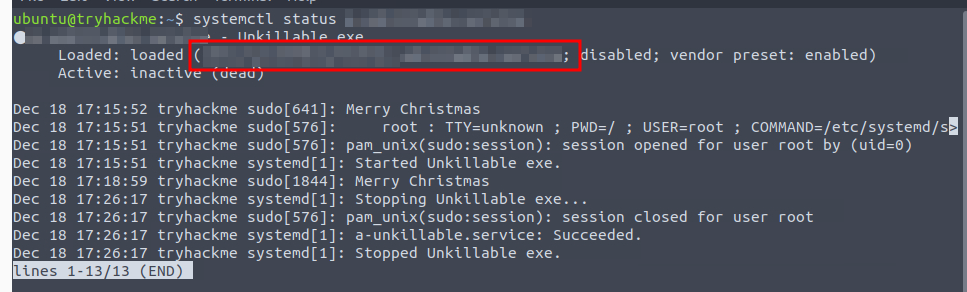 ubuntu@tryhackme:~$ systemctl status
- Unkillable exe
Loaded: loaded ( ; disabled; vendor preset: enabled)
Active: inactive (dead)
Dec 18 17:15:52 tryhackme sudo[641]: Merry Christmas
Dec 18 17:15:51 tryhackme sudo[576]:     root : TTY=unknown ; PWD=/ ; USER=root ; COMMAND=/etc/systemd/s>
Dec 18 17:15:51 tryhackme sudo[576]: pam_unix(sudo:session): session opened for user root by (uid=0)
Dec 18 17:15:51 tryhackme systemd[1]: Started Unkillable exe.
Dec 18 17:18:59 tryhackme sudo[1844]: Merry Christmas
Dec 18 17:26:17 tryhackme systemd[1]: Stopping Unkillable exe...
Dec 18 17:26:17 tryhackme sudo[576]: pam_unix(sudo:session): session closed for user root
Dec 18 17:26:17 tryhackme systemd[1]: a-unkillable.service: Succeeded.
Dec 18 17:26:17 tryhackme systemd[1]: Stopped Unkillable exe.
lines 1-13/13 (END)